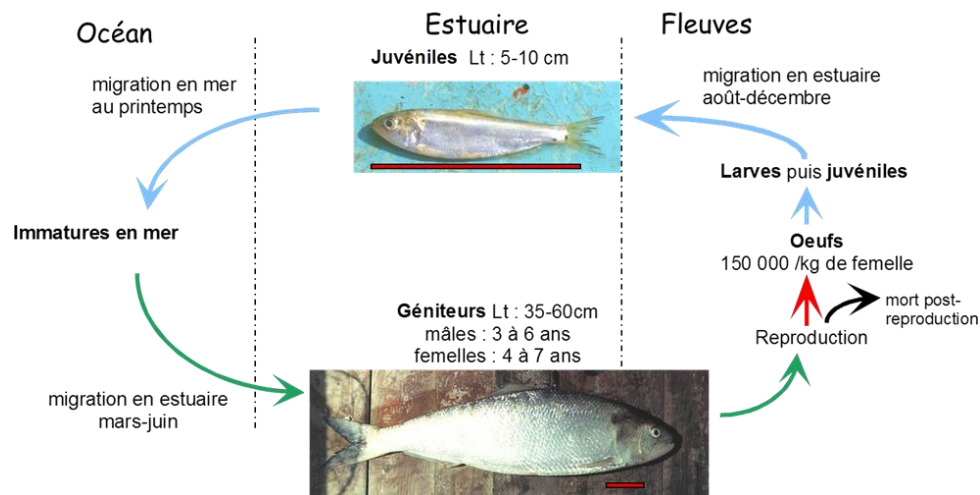 Océan
Estuaire
Fleuves
Juvéniles Lt : 5-10 cm
migration en mer
au printemps
migration en estuaire
août-décembre
Larves puis juvéniles
Immatures en mer
Oeufs
150 000 /kg de femelle
mort post-
reproduction
Reproduction
Géniteurs Lt : 35-60cm
mâles : 3 à 6 ans
femelles : 4 à 7 ans
migration en estuaire
mars-juin